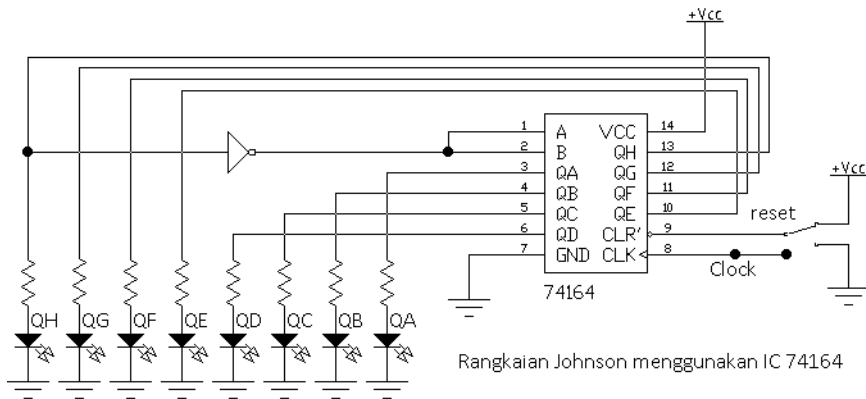 +Vcc
1 A VCC 14
2 B QH 13
3 QA QG 12
4 QB QF 11
5 QC QE 10
6 QD CLR' 9
7 GND CLK 8
74164
+Vcc
reset
Clock
QH QG QF QE QD QC QB QA
Rangkaian Johnson menggunakan IC 74164